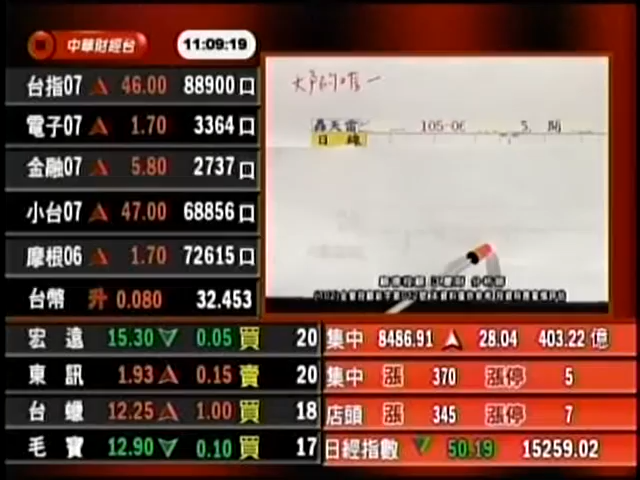 中華財經台 11:09:19
台指07 46.00 88900口
電子07 1.70 3364口
金融07 5.80 2737口
小台07 47.00 68856口
摩根06 1.70 72615口
台幣 升 0.080 32.453
轟天雷 105-06 5 開
日 線
宏遠 15.30 0.05 買 20
東訊 1.93 0.15 賣 20
台蠟 12.25 1.00 買 18
毛寶 12.90 0.10 買 17
集中 8486.91 28.04 403.22 億
集中 漲 370 漲停 5
店頭 漲 345 漲停 7
日經指數 50.19 15259.02